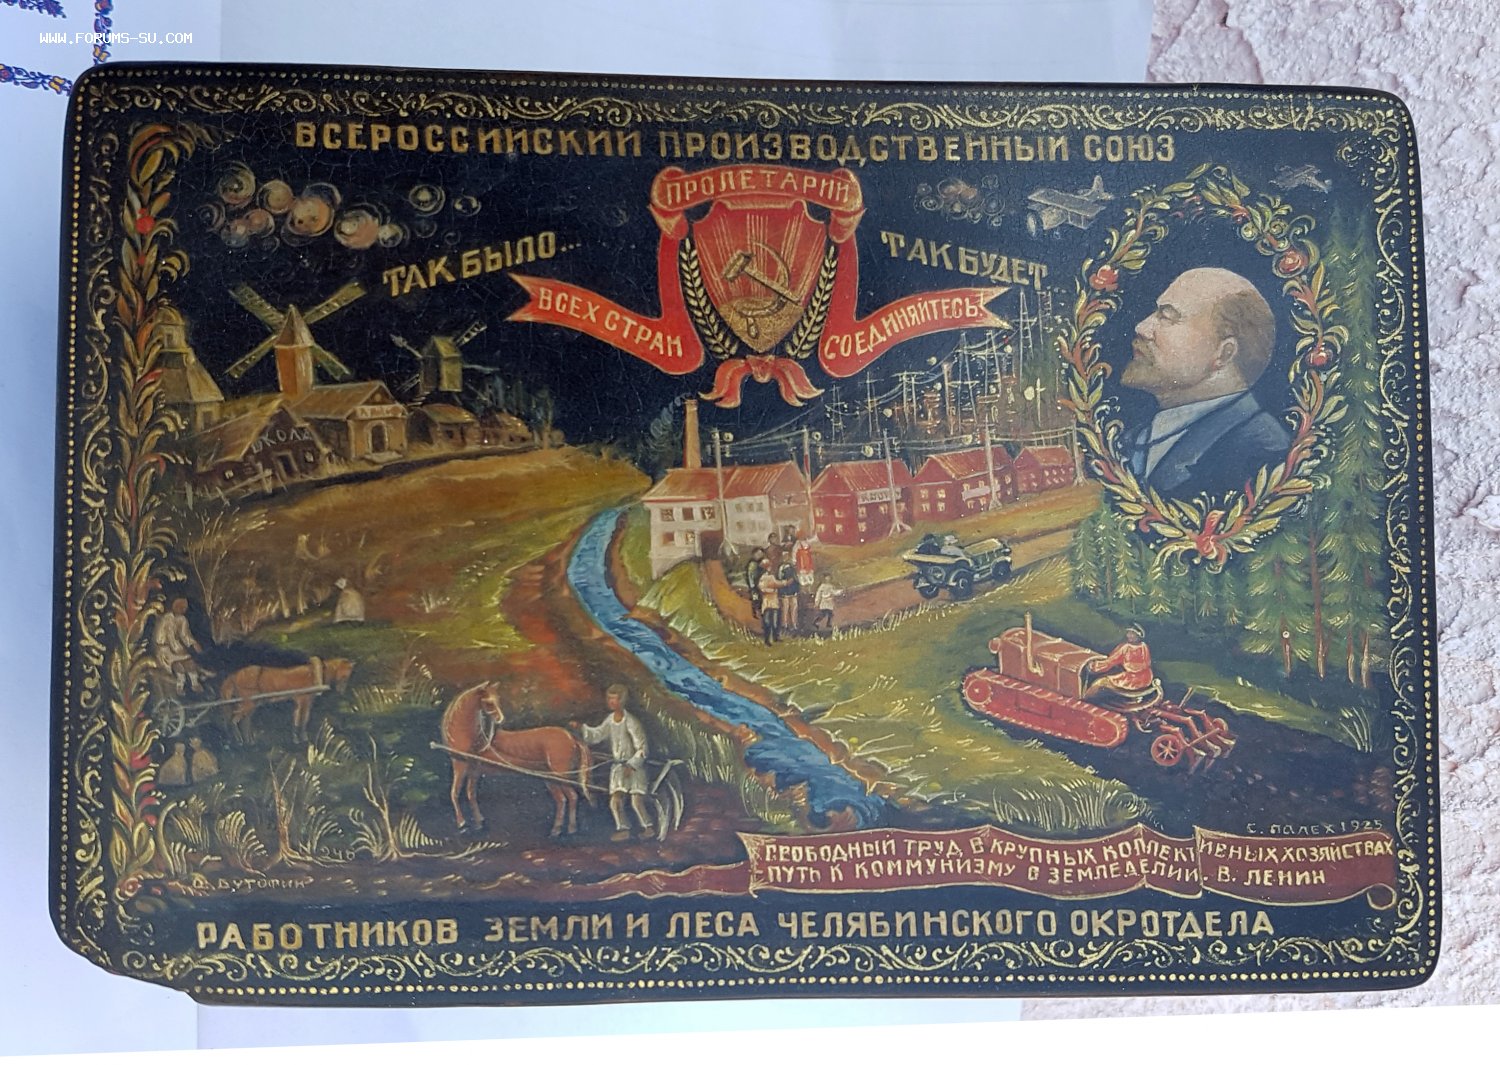 WWW.FORUMS-SU.COM
ВСЕРОССИЙСКИЙ ПРОИЗВОДСТВЕННЫЙ СОЮЗ
ПРОЛЕТАРИИ
ТАК БЫЛО...
ТАК БУДЕТ
ВСЕХ СТРАН
СОЕДИНЯЙТЕСЬ!
ШКОЛА
С. ПАЛЕХ 1925
СВОБОДНЫЙ ТРУД В КРУПНЫХ КОЛЛЕКТИВНЫХ ХОЗЯЙСТВАХ
ПУТЬ К КОММУНИЗМУ В ЗЕМЛЕДЕЛИИ. В. ЛЕНИН
Д. БУТОРИН
РАБОТНИКОВ ЗЕМЛИ И ЛЕСА ЧЕЛЯБИНСКОГО ОКРОТДЕЛА